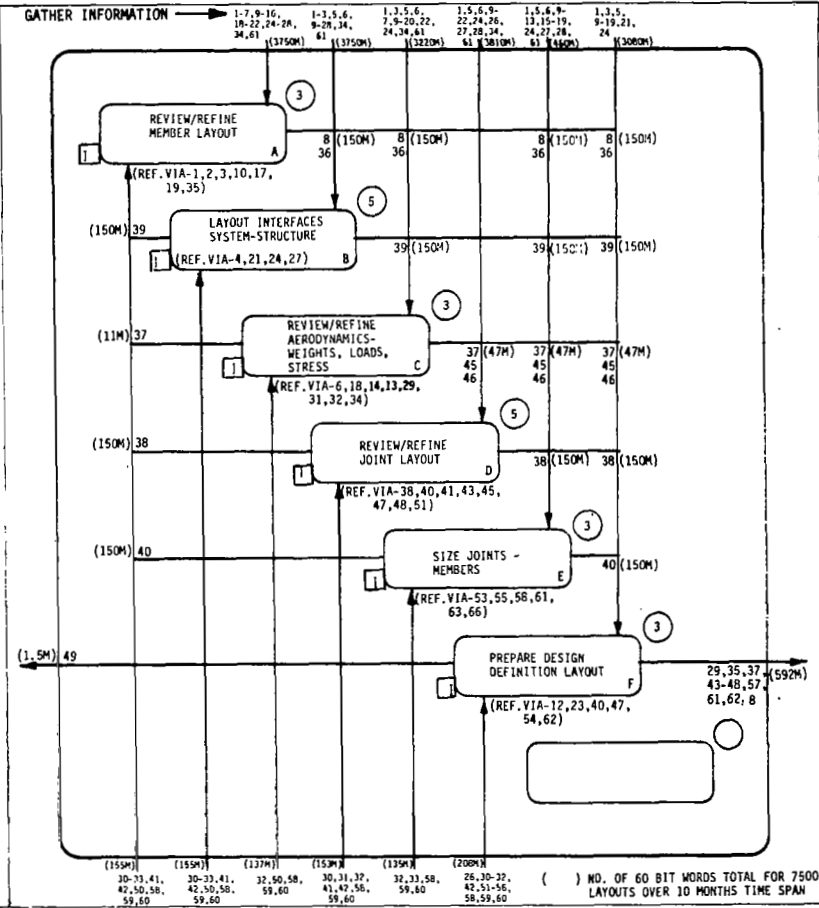 GATHER INFORMATION
1-7,9-16,
18-22,24-28,
34,61
(3750M)
1-3,5,6,
9-28,34,
61
(3750M)
1,3,5,6,
7,9-20,22,
24,34,61
(3220M)
1,5,6,9-
22,24,26,
27,28,34,
61
(3810M)
1,5,6,9-
13,15-19,
24,27,28,
61
(460M)
1,3,5,
9-19,21,
24
(3080M)
3
REVIEW/REFINE
MEMBER LAYOUT
A
8 (150M) 8 (150M) 8 (150M) 8 (150M)
36 36 36 36
(REF.VIA-1,2,3,10,17,
19,35)
5
LAYOUT INTERFACES
SYSTEM-STRUCTURE
B
(150M) 39
39 (150M) 39 (150M) 39 (150M)
(REF.VIA-4,21,24,27)
3
REVIEW/REFINE
AERODYNAMICS-
WEIGHTS, LOADS,
STRESS
C
(11M) 37
37 (47M) 37 (47M) 37 (47M)
45 45 45
46 46 46
(REF.VIA-6,18,14,13,29,
31,32,34)
5
REVIEW/REFINE
JOINT LAYOUT
D
(150M) 38
38 (150M) 38 (150M)
(REF.VIA-38,40,41,43,45,
47,48,51)
3
SIZE JOINTS -
MEMBERS
E
(150M) 40
40 (150M)
(REF.VIA-53,55,58,61,
63,66)
3
PREPARE DESIGN
DEFINITION LAYOUT
F
(1.5M) 49
29,35,37,
43-48,57,
61,62, 8
(592M)
(REF.VIA-12,23,40,47,
54,62)
(155M)
30-33,41,
42,50,58,
59,60
(155M)
30-33,41,
42,50,58,
59,60
(137M)
32,50,58,
59,60
(153M)
30,31,32,
41,42,58,
59,60
(135M)
32,33,58,
59,60
(208M)
26,30-32,
42,51-56,
58,59,60
( ) NO. OF 60 BIT WORDS TOTAL FOR 7500
LAYOUTS OVER 10 MONTHS TIME SPAN